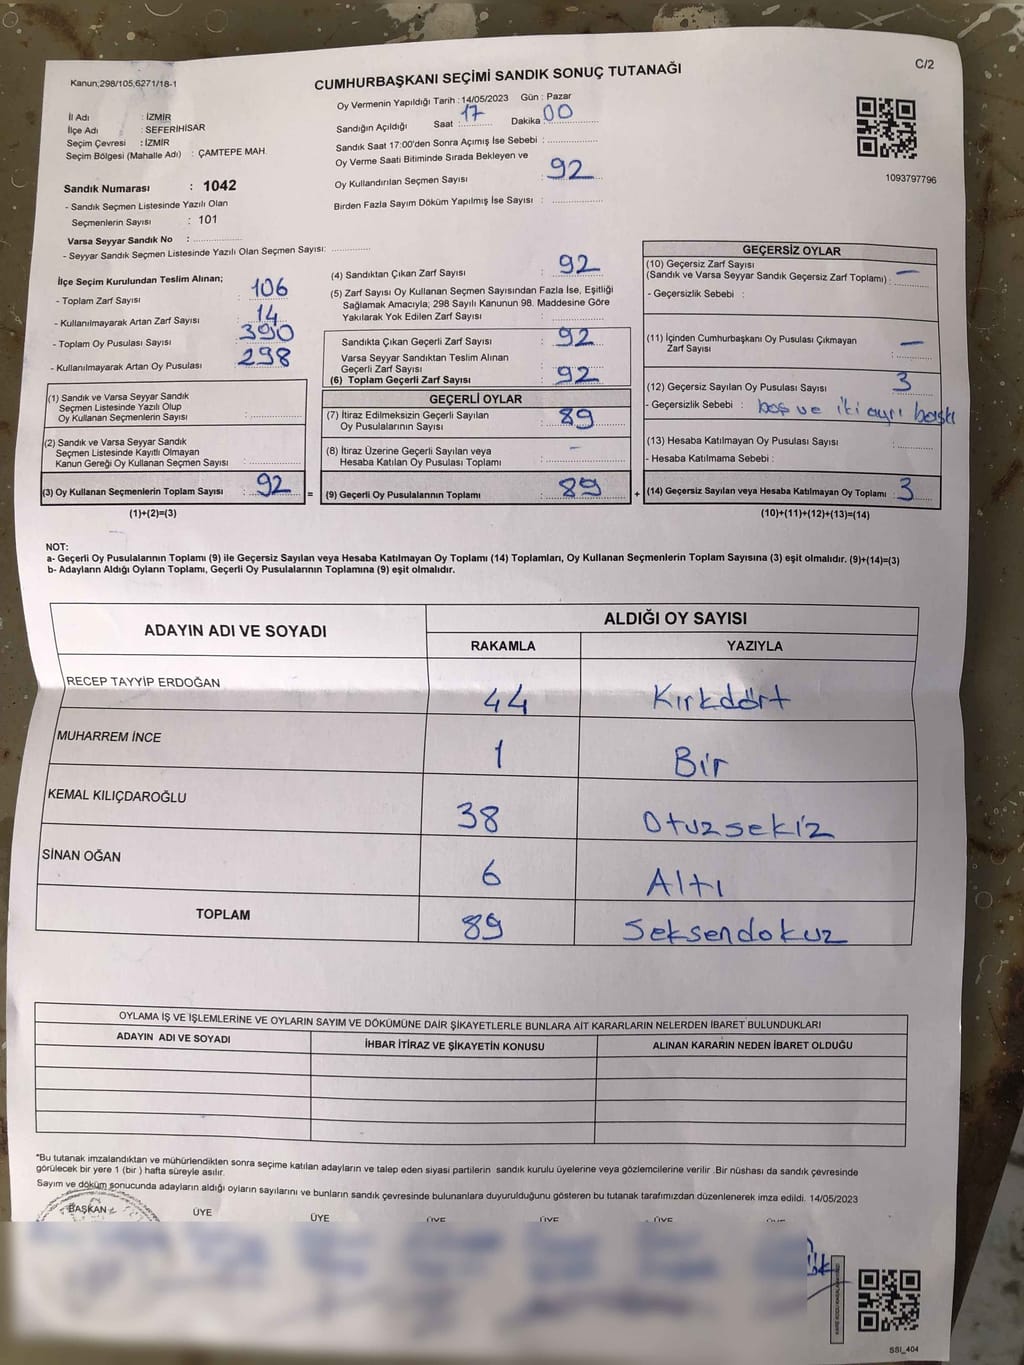 Kanun;298/105,6271/18-1
CUMHURBAŞKANI SEÇİMİ SANDIK SONUÇ TUTANAĞI
C/2
Oy Vermenin Yapıldığı Tarih : 14/05/2023 Gün : Pazar
İl Adı : İZMİR
İlçe Adı : SEFERİHİSAR
Seçim Çevresi : İZMİR
Seçim Bölgesi (Mahalle Adı) : ÇAMTEPE MAH.
Sandık Numarası : 1042
- Sandık Seçmen Listesinde Yazılı Olan
Seçmenlerin Sayısı : 101
Varsa Seyyar Sandık No :
- Seyyar Sandık Seçmen Listesinde Yazılı Olan Seçmen Sayısı:
Sandığın Açıldığı Saat : 17 Dakika : 00
Sandık Saat 17:00'den Sonra Açımış İse Sebebi :
Oy Verme Saati Bitiminde Sırada Bekleyen ve
Oy Kullandırılan Seçmen Sayısı : 92
Birden Fazla Sayım Döküm Yapılmış İse Sayısı :
1093797796
İlçe Seçim Kurulundan Teslim Alınan;
- Toplam Zarf Sayısı : 106
- Kullanılmayarak Artan Zarf Sayısı : 14
- Toplam Oy Pusulası Sayısı : 390
- Kullanılmayarak Artan Oy Pusulası : 298
(4) Sandıktan Çıkan Zarf Sayısı : 92
(5) Zarf Sayısı Oy Kullanan Seçmen Sayısından Fazla İse, Eşitliği
Sağlamak Amacıyla; 298 Sayılı Kanunun 98. Maddesine Göre
Yakılarak Yok Edilen Zarf Sayısı :
Sandıkta Çıkan Geçerli Zarf Sayısı : 92
Varsa Seyyar Sandıktan Teslim Alınan
Geçerli Zarf Sayısı :
(6) Toplam Geçerli Zarf Sayısı : 92
GEÇERSİZ OYLAR
(10) Geçersiz Zarf Sayısı
(Sandık ve Varsa Seyyar Sandık Geçersiz Zarf Toplamı) : —
- Geçersizlik Sebebi :
(11) İçinden Cumhurbaşkanı Oy Pusulası Çıkmayan
Zarf Sayısı : —
(12) Geçersiz Sayılan Oy Pusulası Sayısı : 3
- Geçersizlik Sebebi : boş ve iki ayrı baskı
(13) Hesaba Katılmayan Oy Pusulası Sayısı :
- Hesaba Katılmama Sebebi :
(14) Geçersiz Sayılan veya Hesaba Katılmayan Oy Toplamı : 3
(10)+(11)+(12)+(13)=(14)
(1) Sandık ve Varsa Seyyar Sandık
Seçmen Listesinde Yazılı Olup
Oy Kullanan Seçmenlerin Sayısı :
(2) Sandık ve Varsa Seyyar Sandık
Seçmen Listesinde Kayıtlı Olmayan
Kanun Gereği Oy Kullanan Seçmen Sayısı :
(3) Oy Kullanan Seçmenlerin Toplam Sayısı : 92 =
(1)+(2)=(3)
GEÇERLİ OYLAR
(7) İtiraz Edilmeksizin Geçerli Sayılan
Oy Pusulalarının Sayısı : 89
(8) İtiraz Üzerine Geçerli Sayılan veya
Hesaba Katılan Oy Pusulası Toplamı : —
(9) Geçerli Oy Pusulalarının Toplamı : 89 +
NOT:
a- Geçerli Oy Pusulalarının Toplamı (9) ile Geçersiz Sayılan veya Hesaba Katılmayan Oy Toplamı (14) Toplamları, Oy Kullanan Seçmenlerin Toplam Sayısına (3) eşit olmalıdır. (9)+(14)=(3)
b- Adayların Aldığı Oyların Toplamı, Geçerli Oy Pusulalarının Toplamına (9) eşit olmalıdır.
ADAYIN ADI VE SOYADI
ALDIĞI OY SAYISI
RAKAMLA YAZIYLA
RECEP TAYYİP ERDOĞAN 44 Kırkdört
MUHARREM İNCE 1 Bir
KEMAL KILIÇDAROĞLU 38 Otuzsekiz
SİNAN OĞAN 6 Altı
TOPLAM 89 Seksendokuz
OYLAMA İŞ VE İŞLEMLERİNE VE OYLARIN SAYIM VE DÖKÜMÜNE DAİR ŞİKAYETLERLE BUNLARA AİT KARARLARIN NELERDEN İBARET BULUNDUKLARI
ADAYIN ADI VE SOYADI İHBAR İTİRAZ VE ŞİKAYETİN KONUSU ALINAN KARARIN NEDEN İBARET OLDUĞU
*Bu tutanak imzalandıktan ve mühürlendikten sonra seçime katılan adayların ve talep eden siyasi partilerin sandık kurulu üyelerine veya gözlemcilerine verilir .Bir nüshası da sandık çevresinde
görülecek bir yere 1 (bir ) hafta süreyle asılır.
Sayım ve döküm sonucunda adayların aldığı oyların sayılarını ve bunların sandık çevresinde bulunanlara duyurulduğunu gösteren bu tutanak tarafımızdan düzenlenerek imza edildi. 14/05/2023
BAŞKAN ÜYE ÜYE ÜYE ÜYE ÜYE
SSI_404